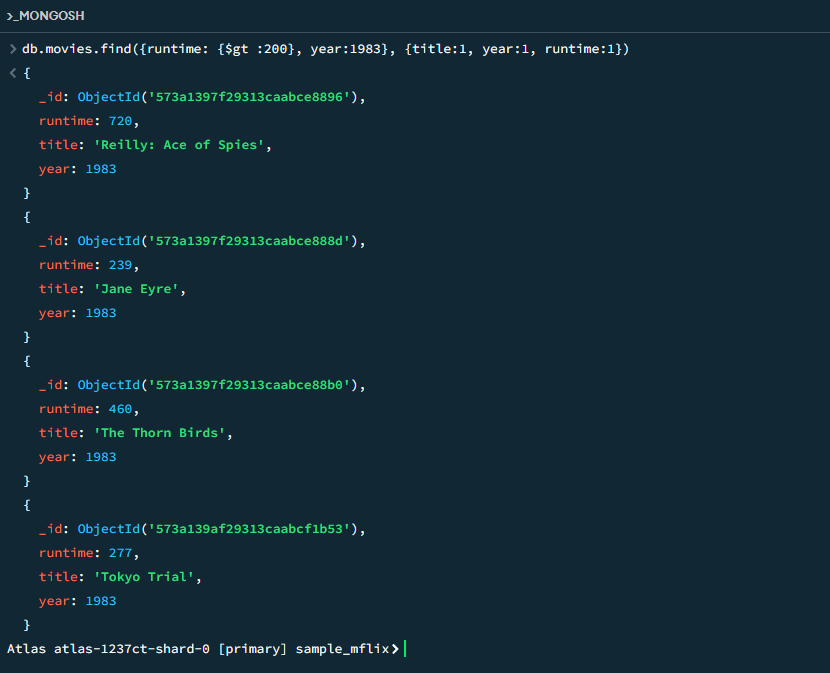 >_MONGOSH
> db.movies.find({runtime: {$gt :200}, year:1983}, {title:1, year:1, runtime:1})
< {
_id: ObjectId('573a1397f29313caabce8896'),
runtime: 720,
title: 'Reilly: Ace of Spies',
year: 1983
}
{
_id: ObjectId('573a1397f29313caabce888d'),
runtime: 239,
title: 'Jane Eyre',
year: 1983
}
{
_id: ObjectId('573a1397f29313caabce88b0'),
runtime: 460,
title: 'The Thorn Birds',
year: 1983
}
{
_id: ObjectId('573a139af29313caabcf1b53'),
runtime: 277,
title: 'Tokyo Trial',
year: 1983
}
Atlas atlas-1237ct-shard-0 [primary] sample_mflix>